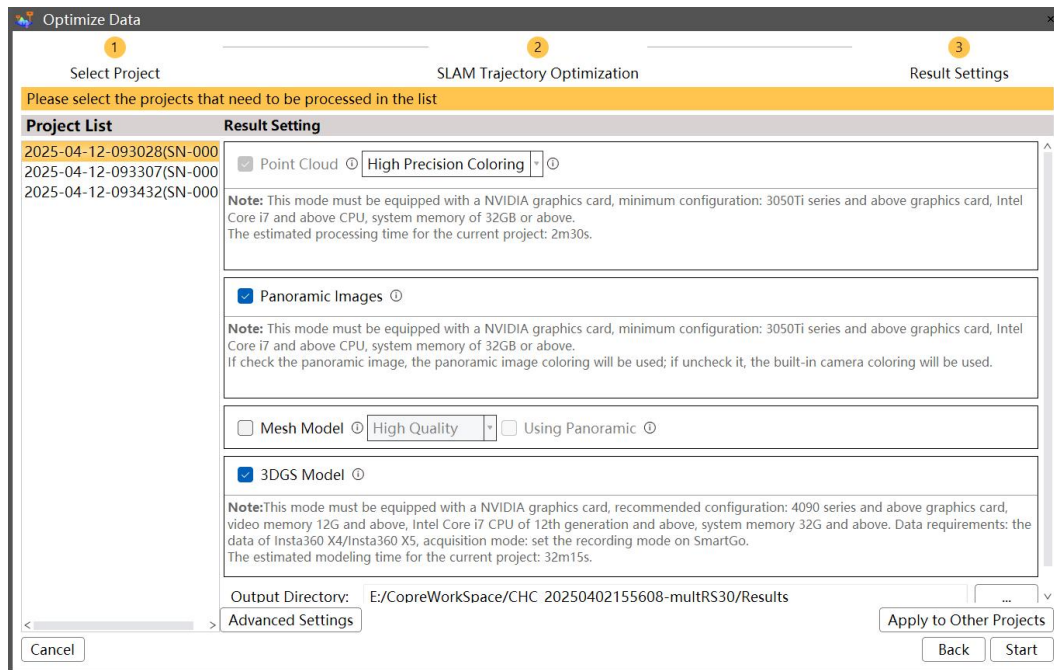 Optimize Data
1
2
3
Select Project
SLAM Trajectory Optimization
Result Settings
Please select the projects that need to be processed in the list
Project List
Result Setting
2025-04-12-093028(SN-000
2025-04-12-093307(SN-000
2025-04-12-093432(SN-000
Point Cloud High Precision Coloring
Note: This mode must be equipped with a NVIDIA graphics card, minimum configuration: 3050Ti series and above graphics card, Intel
Core i7 and above CPU, system memory of 32GB or above.
The estimated processing time for the current project: 2m30s.
Panoramic Images
Note: This mode must be equipped with a NVIDIA graphics card, minimum configuration: 3050Ti series and above graphics card, Intel
Core i7 and above CPU, system memory of 32GB or above.
If check the panoramic image, the panoramic image coloring will be used; if uncheck it, the built-in camera coloring will be used.
Mesh Model High Quality Using Panoramic
3DGS Model
Note:This mode must be equipped with a NVIDIA graphics card, recommended configuration: 4090 series and above graphics card,
video memory 12G and above, Intel Core i7 CPU of 12th generation and above, system memory 32G and above. Data requirements: the
data of Insta360 X4/Insta360 X5, acquisition mode: set the recording mode on SmartGo.
The estimated modeling time for the current project: 32m15s.
Output Directory: E:/CopreWorkSpace/CHC_20250402155608-multRS30/Results ...
Advanced Settings
Apply to Other Projects
Cancel
Back
Start